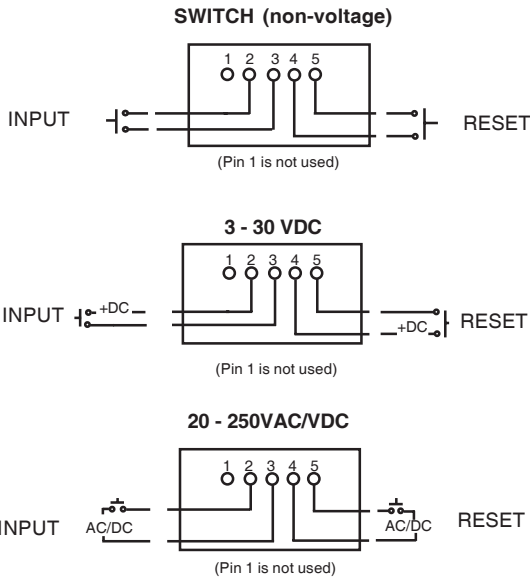 SWITCH (non-voltage)
1 2 3 4 5
INPUT
RESET
(Pin 1 is not used)
3 - 30 VDC
1 2 3 4 5
INPUT
+DC
+DC
RESET
(Pin 1 is not used)
20 - 250VAC/VDC
1 2 3 4 5
INPUT
AC/DC
AC/DC
RESET
(Pin 1 is not used)